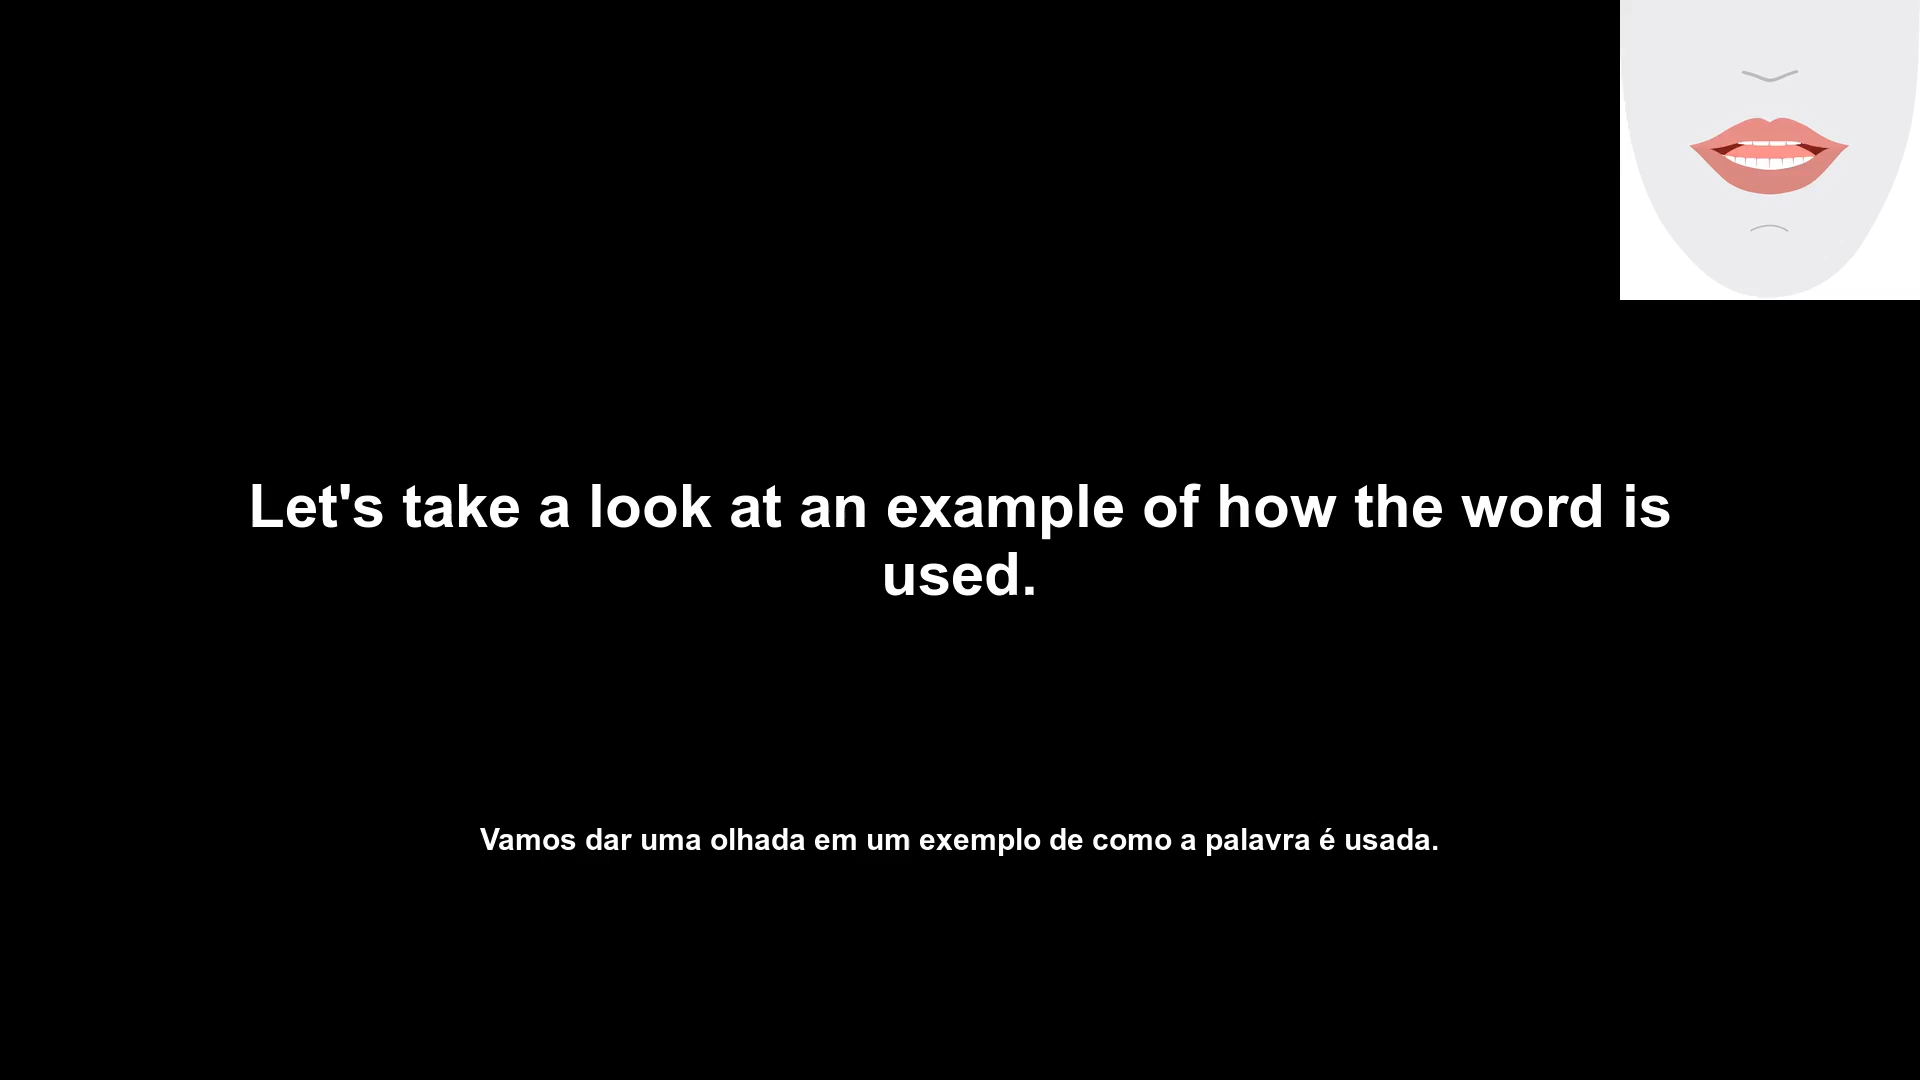 Let's take a look at an example of how the word is
used.
Vamos dar uma olhada em um exemplo de como a palavra é usada.